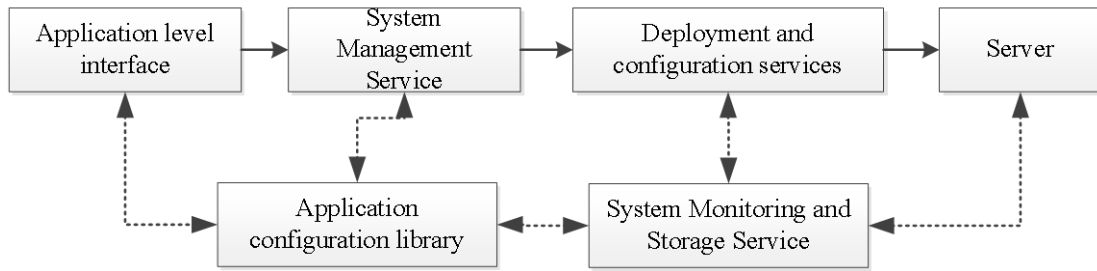 Application level
interface
System
Management
Service
Deployment and
configuration services
Server
Application
configuration library
System Monitoring and
Storage Service